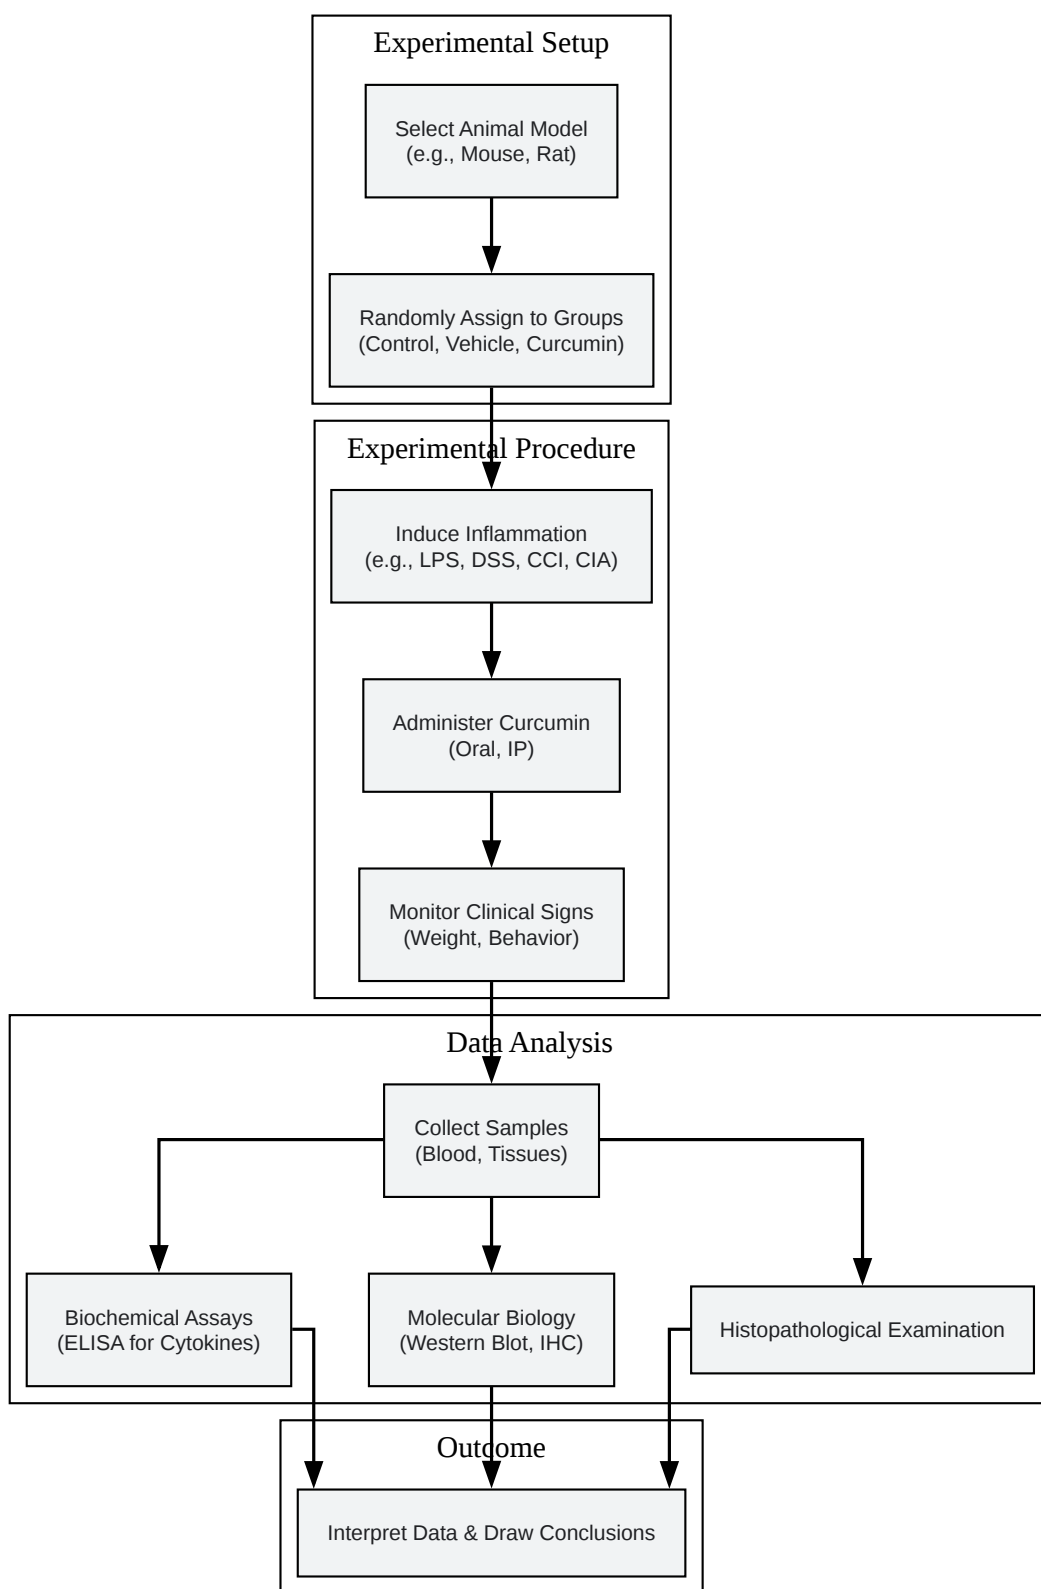 Experimental Setup
Select Animal Model
(e.g., Mouse, Rat)
Randomly Assign to Groups
(Control, Vehicle, Curcumin)
Experimental Procedure
Induce Inflammation
(e.g., LPS, DSS, CCI, CIA)
Administer Curcumin
(Oral, IP)
Monitor Clinical Signs
(Weight, Behavior)
Data Analysis
Collect Samples
(Blood, Tissues)
Biochemical Assays
(ELISA for Cytokines)
Molecular Biology
(Western Blot, IHC)
Histopathological Examination
Outcome
Interpret Data & Draw Conclusions